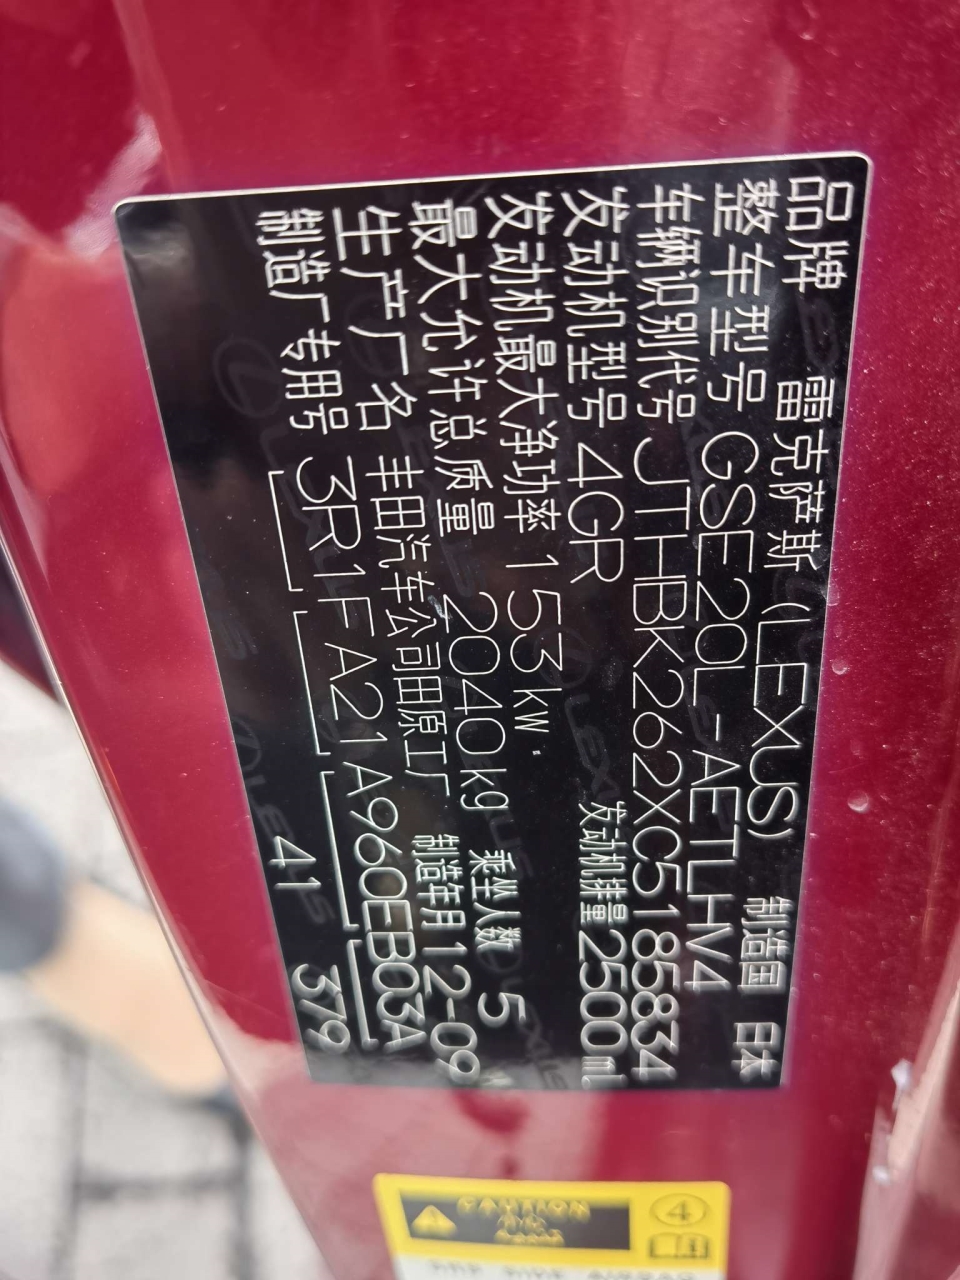 品牌 雷克萨斯 (LEXUS) 制造国 日本
整车型号 GSE20L-AETLHV4
车辆识别代号 JTHBK262XC5185834
发动机型号 4GR 发动机排量 2500 ml
发动机最大净功率 153 kW
最大允许总质量 2040 kg 乘坐人数 5
生产厂名 丰田汽车公司田原工厂 制造年月 12-09
制造厂专用号 3R1FA21A960EB03A
41 379
CAUTION
4